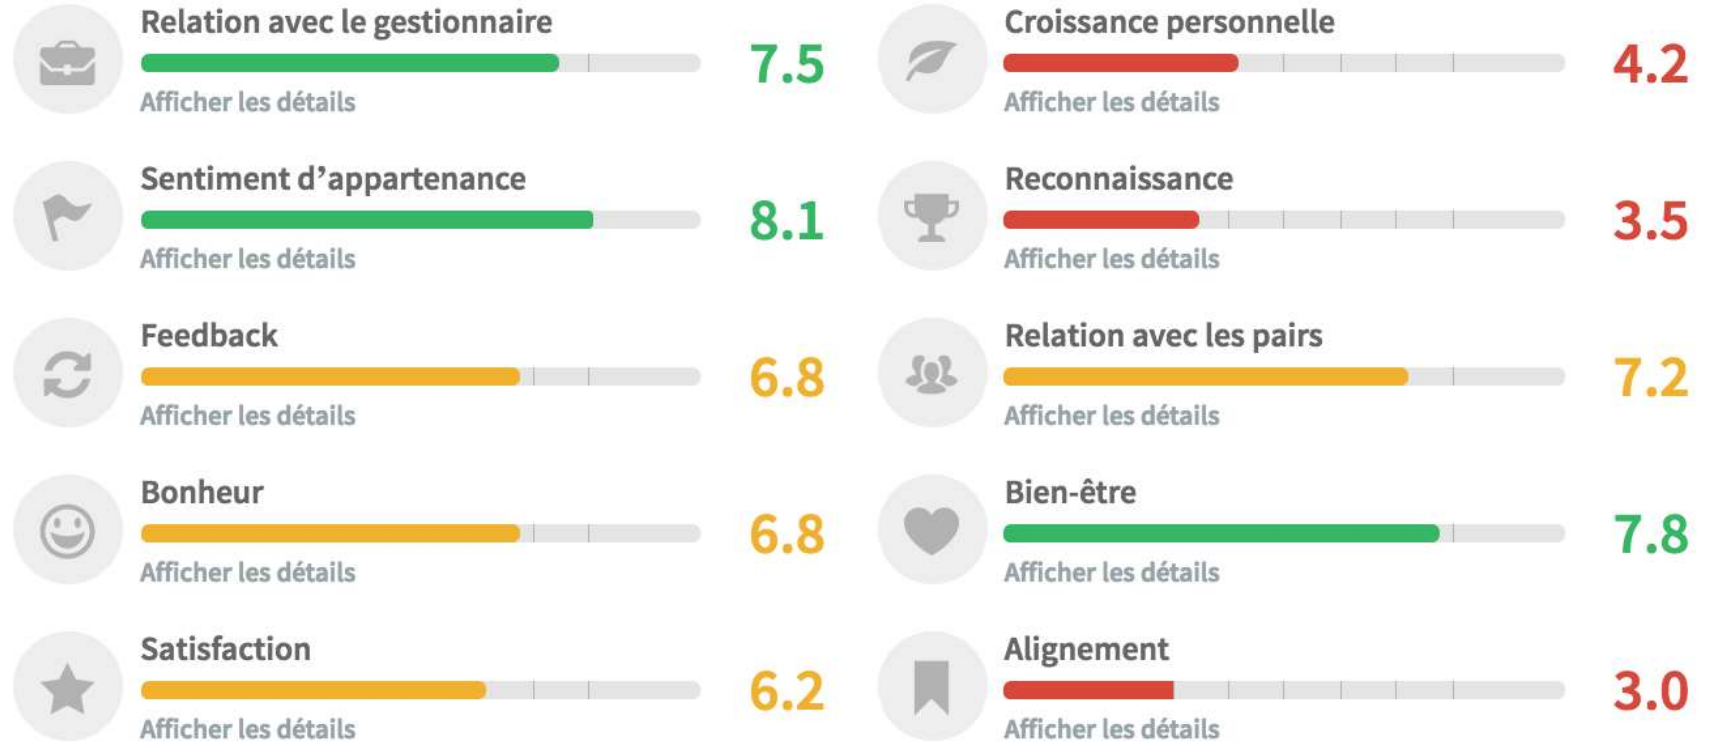 Relation avec le gestionnaire
7.5
Afficher les détails
Croissance personnelle
4.2
Afficher les détails
Sentiment d’appartenance
8.1
Afficher les détails
Reconnaissance
3.5
Afficher les détails
Feedback
6.8
Afficher les détails
Relation avec les pairs
7.2
Afficher les détails
Bonheur
6.8
Afficher les détails
Bien-être
7.8
Afficher les détails
Satisfaction
6.2
Afficher les détails
Alignement
3.0
Afficher les détails